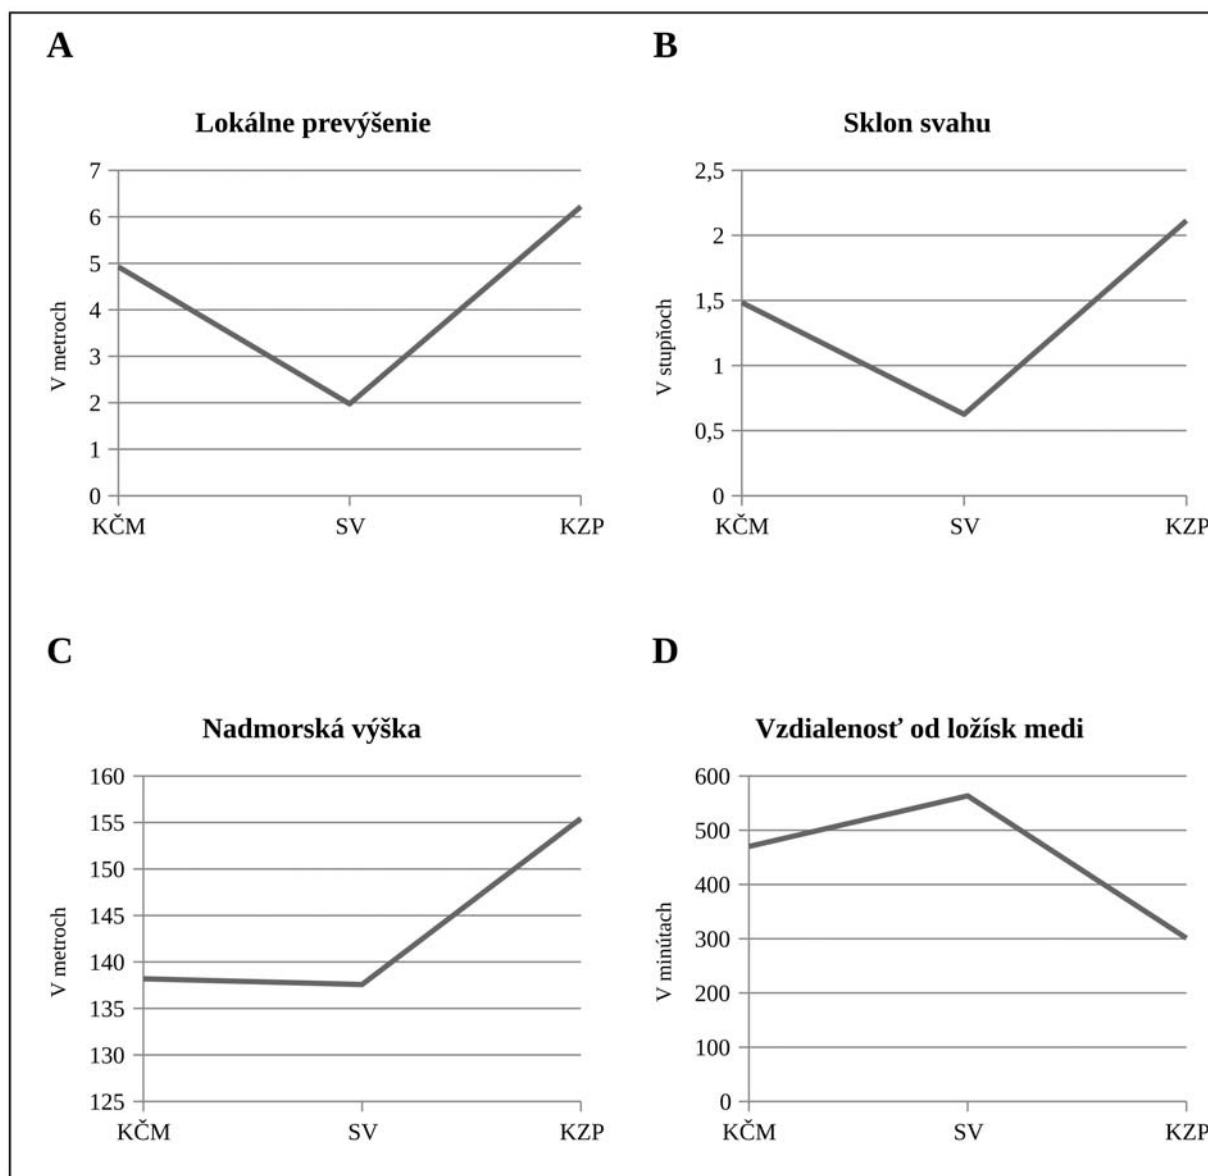 A
Lokálne prevýšenie
V metroch
7
6
5
4
3
2
1
0
KČM SV KZP
B
Sklon svahu
V stupňoch
2,5
2
1,5
1
0,5
0
KČM SV KZP
C
Nadmorská výška
V metroch
160
155
150
145
140
135
130
125
KČM SV KZP
D
Vzdialenosť od ložísk medi
V minútach
600
500
400
300
200
100
0
KČM SV KZP